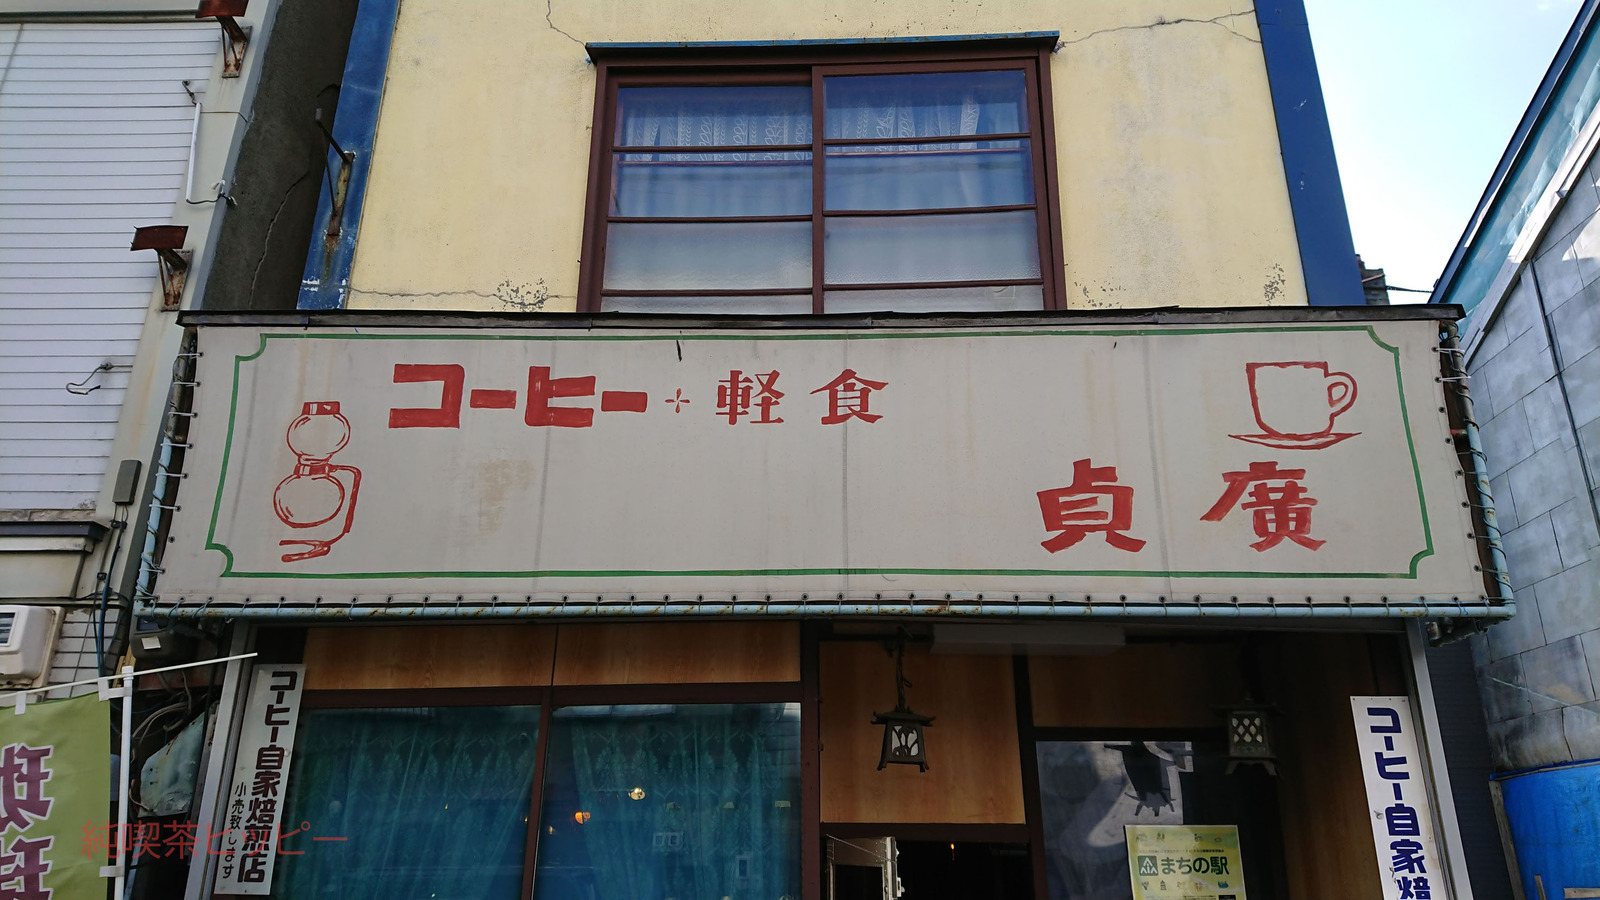 コーヒー・軽食
貞廣
コーヒー自家焙煎店
小売致します
コーヒー自家焙
まちの駅
純喫茶ヒッピー